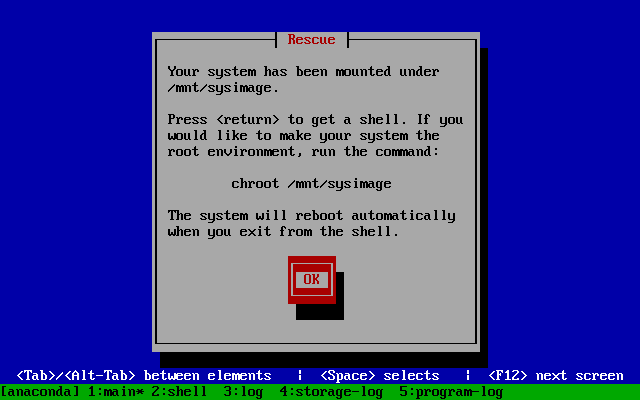 Rescue
Your system has been mounted under
/mnt/sysimage.
Press <return> to get a shell. If you
would like to make your system the
root environment, run the command:
chroot /mnt/sysimage
The system will reboot automatically
when you exit from the shell.
OK
<Tab>/<Alt-Tab> between elements | <Space> selects | <F12> next screen
[anaconda] 1:main* 2:shell  3:log  4:storage-log  5:program-log